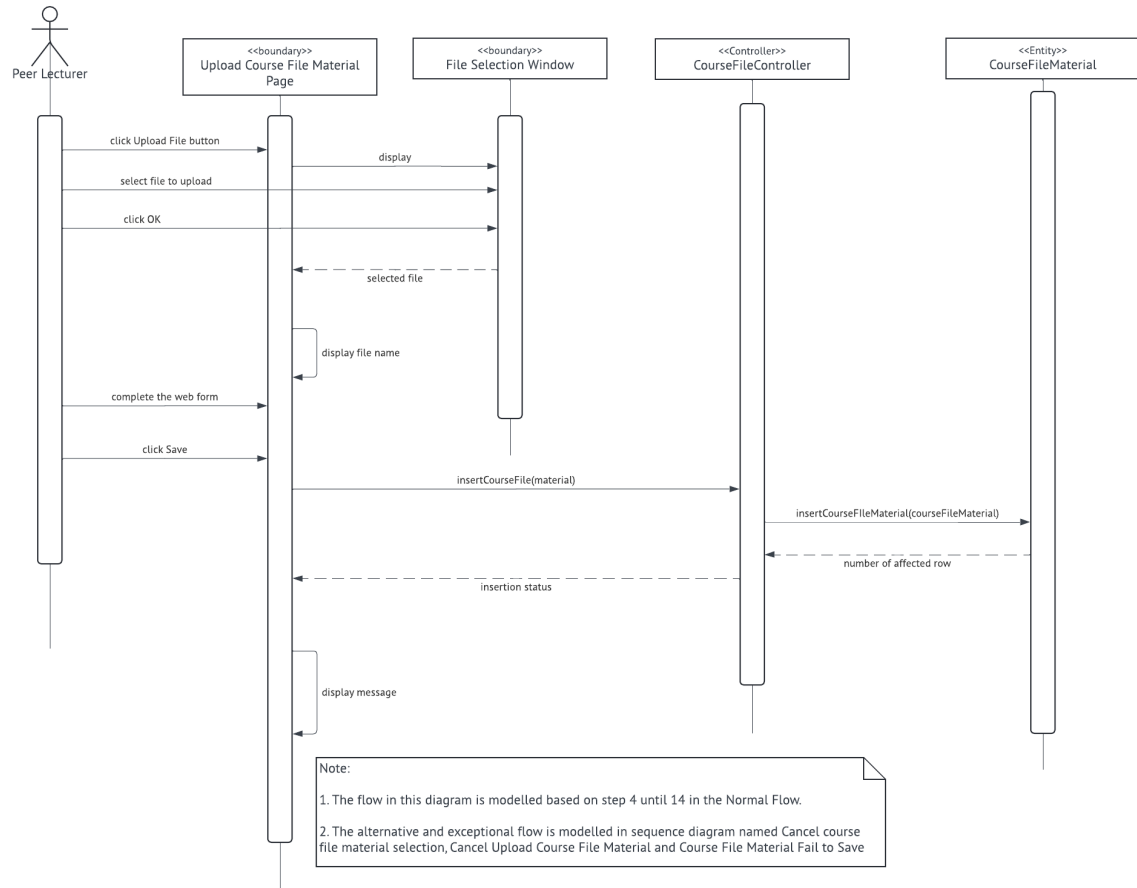 Peer Lecturer
<<boundary>>
Upload Course File Material
Page
<<boundary>>
File Selection Window
<<Controller>>
CourseFileController
<<Entity>>
CourseFileMaterial
click Upload File button
display
select file to upload
click OK
selected file
display file name
complete the web form
click Save
insertCourseFile(material)
insertCourseFIleMaterial(courseFileMaterial)
number of affected row
insertion status
display message
Note:
1. The flow in this diagram is modelled based on step 4 until 14 in the Normal Flow.
2. The alternative and exceptional flow is modelled in sequence diagram named Cancel course
file material selection, Cancel Upload Course File Material and Course File Material Fail to Save